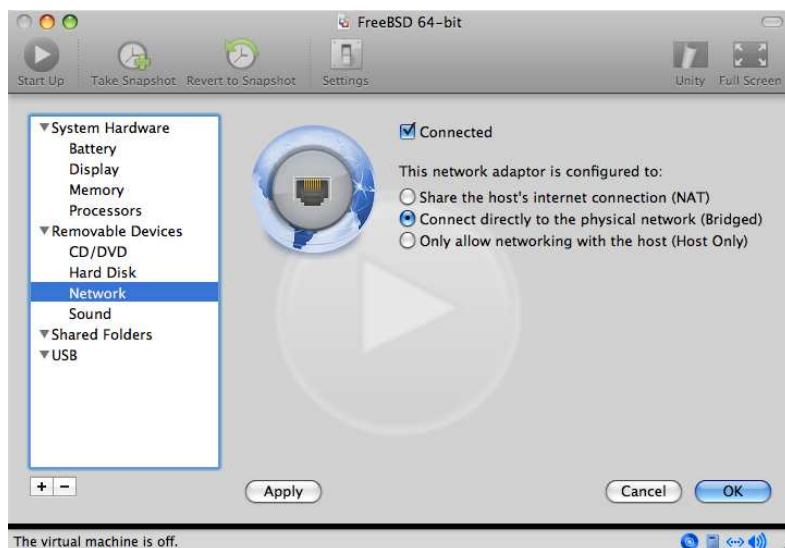 FreeBSD 64-bit
Start Up
Take Snapshot
Revert to Snapshot
Settings
Unity
Full Screen
System Hardware
Battery
Display
Memory
Processors
Removable Devices
CD/DVD
Hard Disk
Network
Sound
Shared Folders
USB
Connected
This network adaptor is configured to:
Share the host's internet connection (NAT)
Connect directly to the physical network (Bridged)
Only allow networking with the host (Host Only)
+ −
Apply
Cancel
OK
The virtual machine is off.